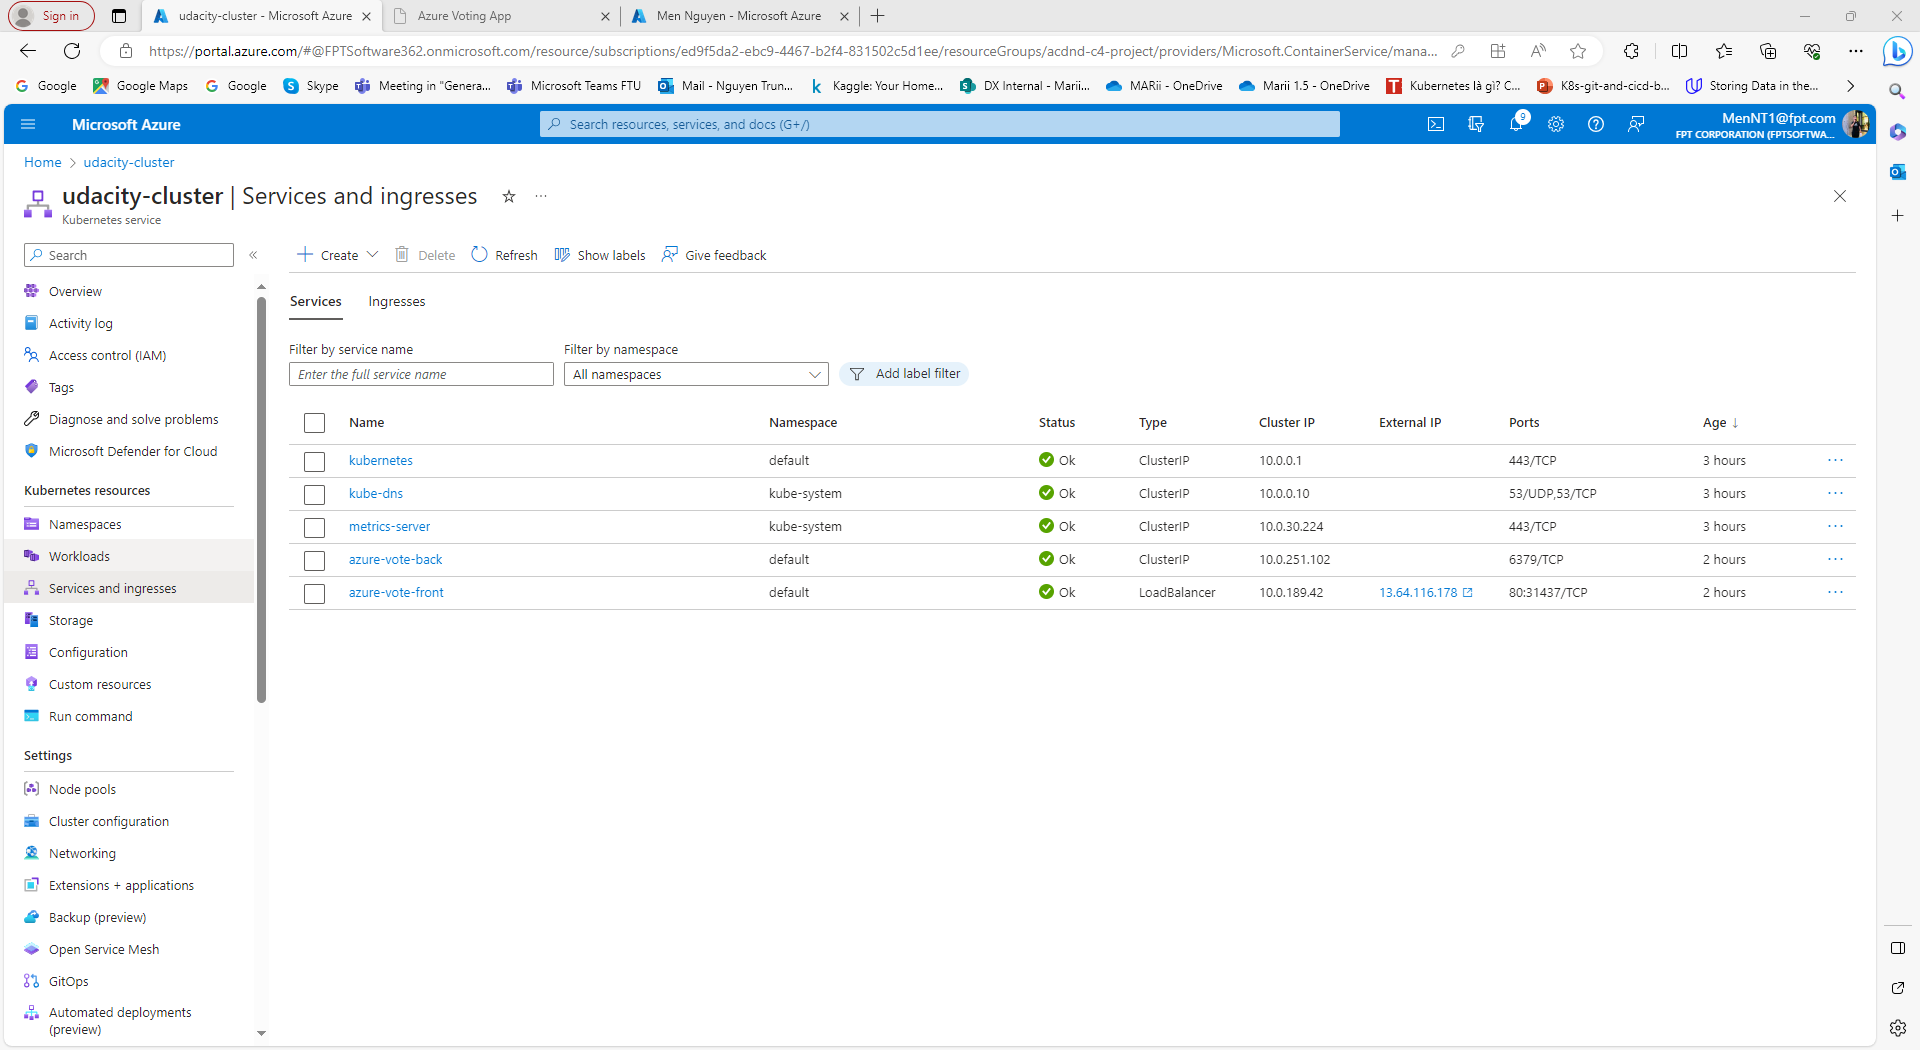 Sign in
udacity-cluster - Microsoft Azure
Azure Voting App
Men Nguyen - Microsoft Azure
https://portal.azure.com/#@FPTSoftware362.onmicrosoft.com/resource/subscriptions/ed9f5da2-ebc9-4467-b2f4-831502c5d1ee/resourceGroups/acdnd-c4-project/providers/Microsoft.ContainerService/mana...
Google
Google Maps
Google
Skype
Meeting in "Genera...
Microsoft Teams FTU
Mail - Nguyen Trun...
Kaggle: Your Home...
DX Internal - Marii...
MARii - OneDrive
Marii 1.5 - OneDrive
Kubernetes là gì? C...
K8s-git-and-cicd-b...
Storing Data in the...
Microsoft Azure
Search resources, services, and docs (G+/)
9
MenNT1@fpt.com
FPT CORPORATION (FPTSOFTWA...
Home > udacity-cluster
udacity-cluster | Services and ingresses
Kubernetes service
Search
Create
Delete
Refresh
Show labels
Give feedback
Overview
Activity log
Access control (IAM)
Tags
Diagnose and solve problems
Microsoft Defender for Cloud
Kubernetes resources
Namespaces
Workloads
Services and ingresses
Storage
Configuration
Custom resources
Run command
Settings
Node pools
Cluster configuration
Networking
Extensions + applications
Backup (preview)
Open Service Mesh
GitOps
Automated deployments
(preview)
Services
Ingresses
Filter by service name
Filter by namespace
Enter the full service name
All namespaces
Add label filter
Name Namespace Status Type Cluster IP External IP Ports Age ↓
kubernetes default Ok ClusterIP 10.0.0.1 443/TCP 3 hours
kube-dns kube-system Ok ClusterIP 10.0.0.10 53/UDP,53/TCP 3 hours
metrics-server kube-system Ok ClusterIP 10.0.30.224 443/TCP 3 hours
azure-vote-back default Ok ClusterIP 10.0.251.102 6379/TCP 2 hours
azure-vote-front default Ok LoadBalancer 10.0.189.42 13.64.116.178 80:31437/TCP 2 hours